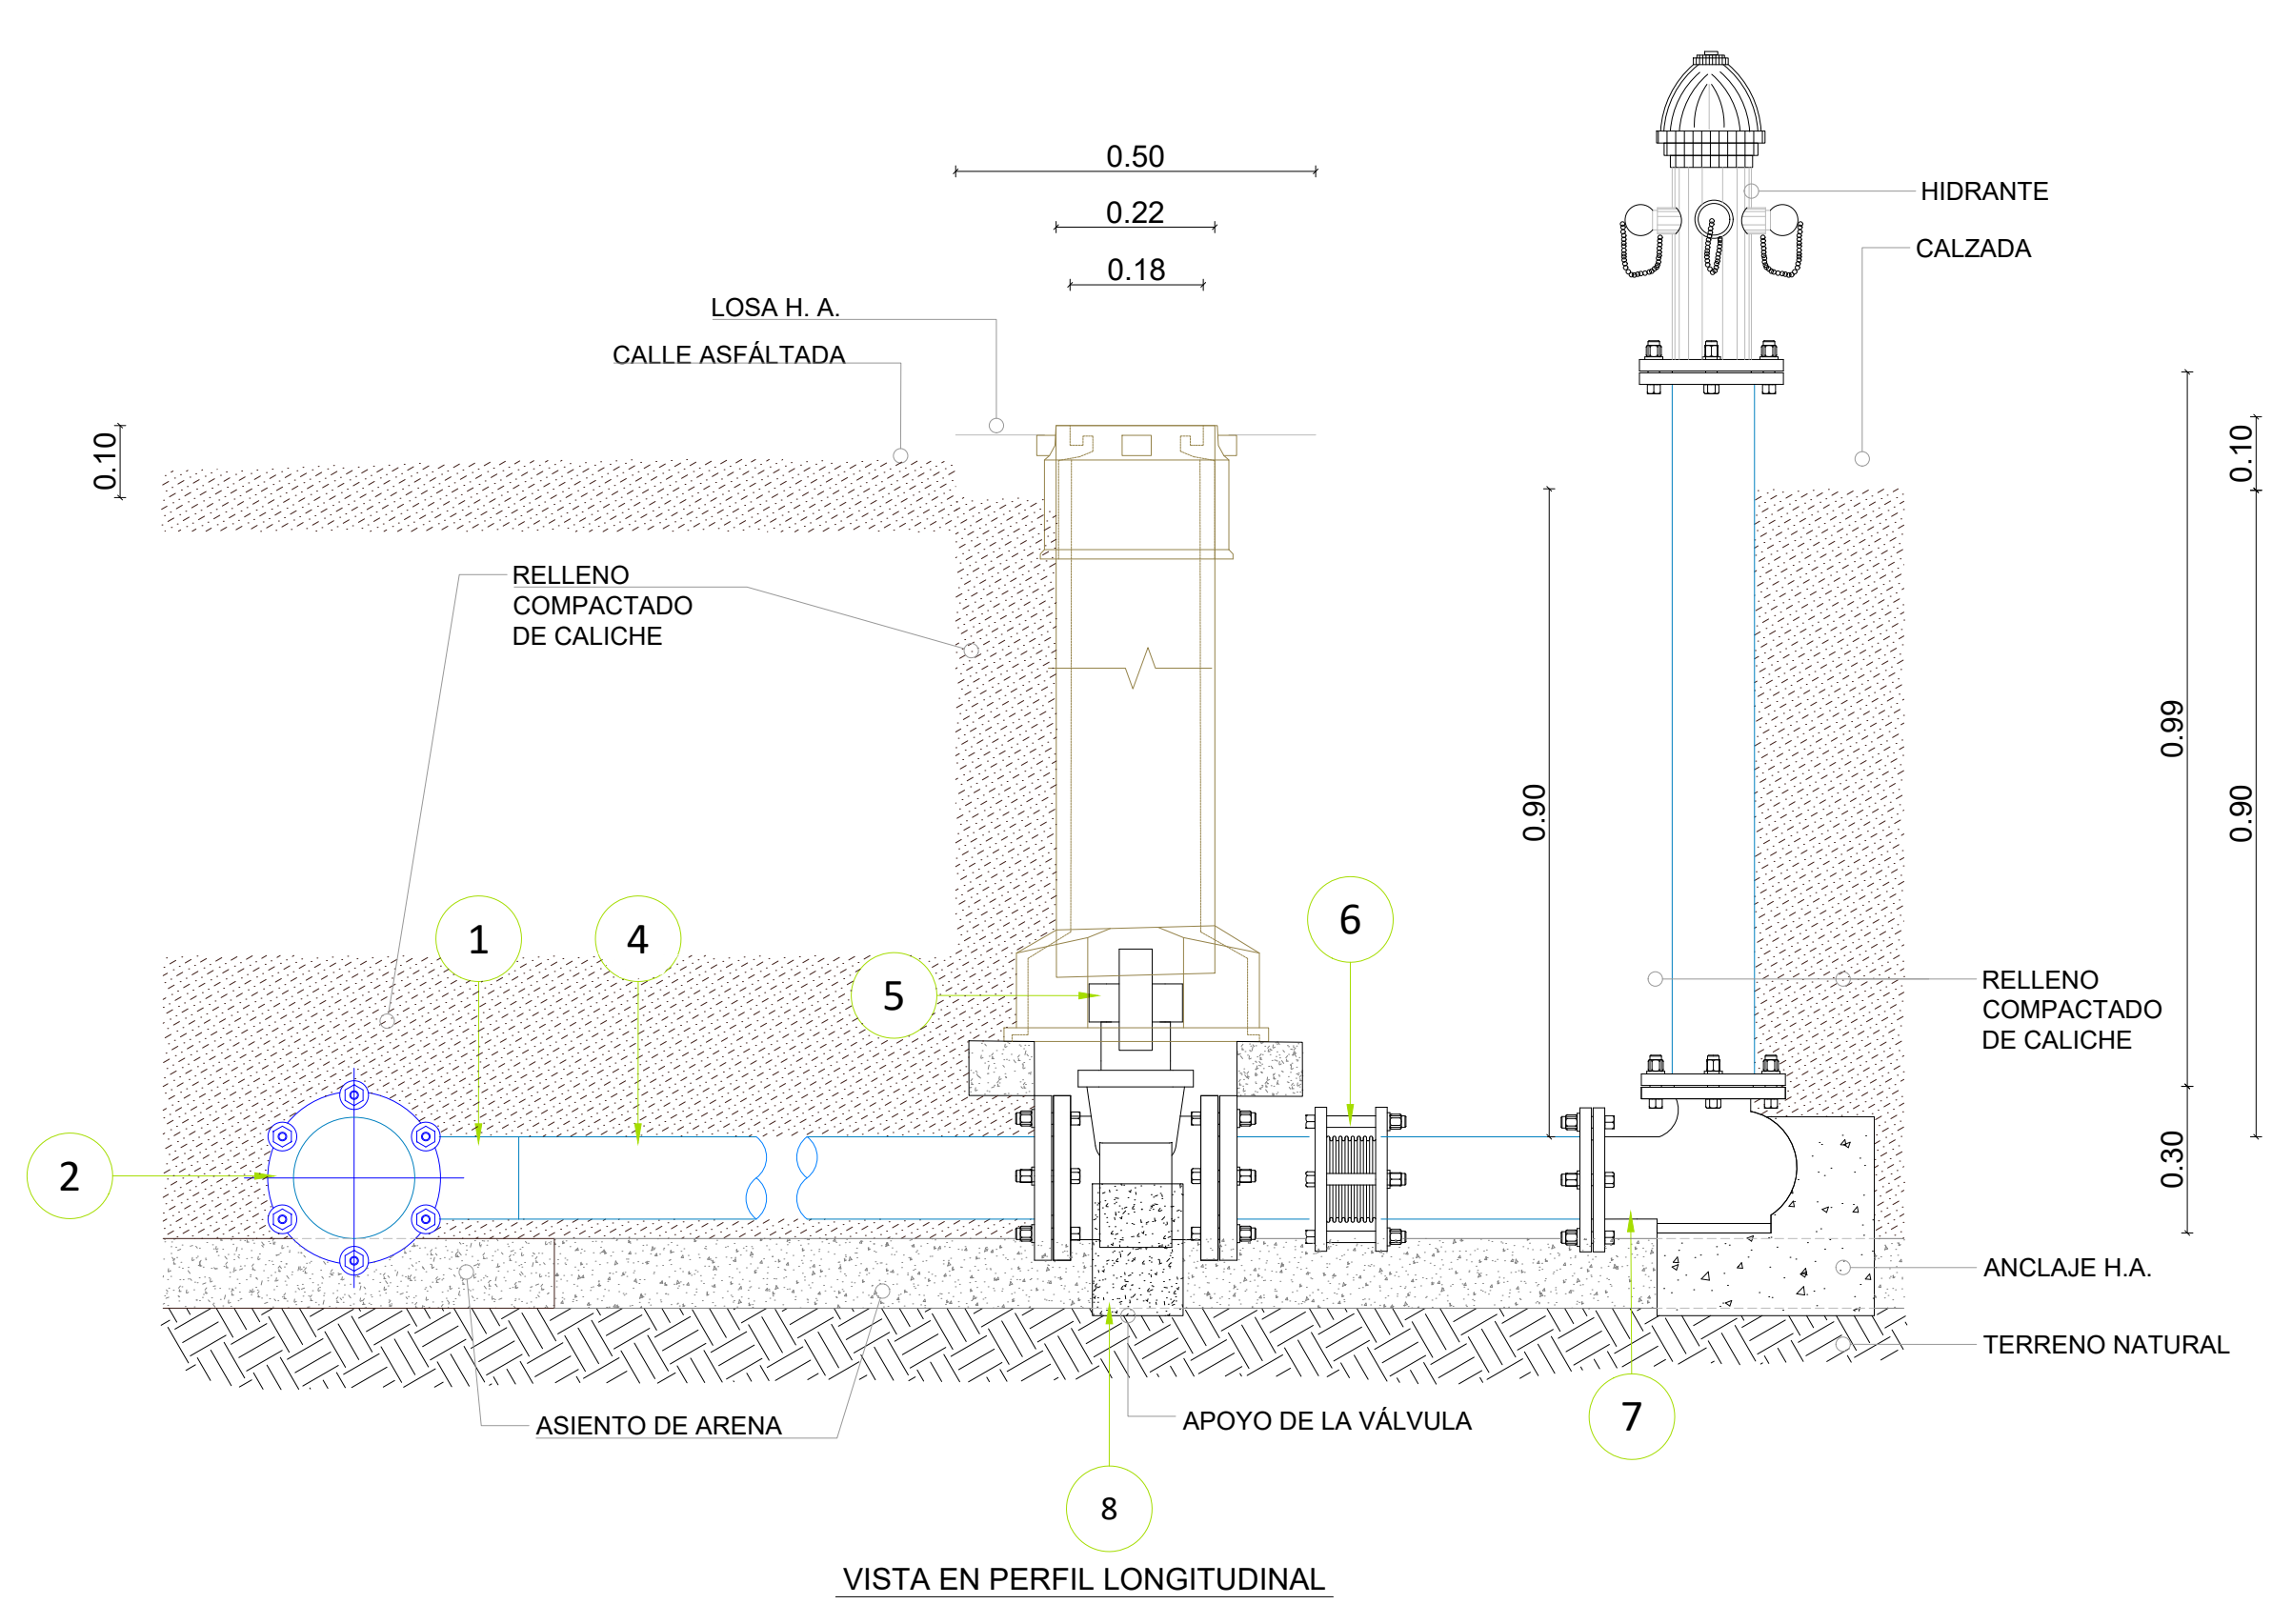 0.50
HIDRANTE
0.22
CALZADA
0.18
LOSA H. A.
CALLE ASFÁLTADA
0.10
0.10
RELLENO
COMPACTADO
DE CALICHE
0.99
0.90
0.90
6
1
4
5
RELLENO
COMPACTADO
DE CALICHE
2
0.30
ANCLAJE H.A.
TERRENO NATURAL
7
ASIENTO DE ARENA
APOYO DE LA VÁLVULA
8
VISTA EN PERFIL LONGITUDINAL